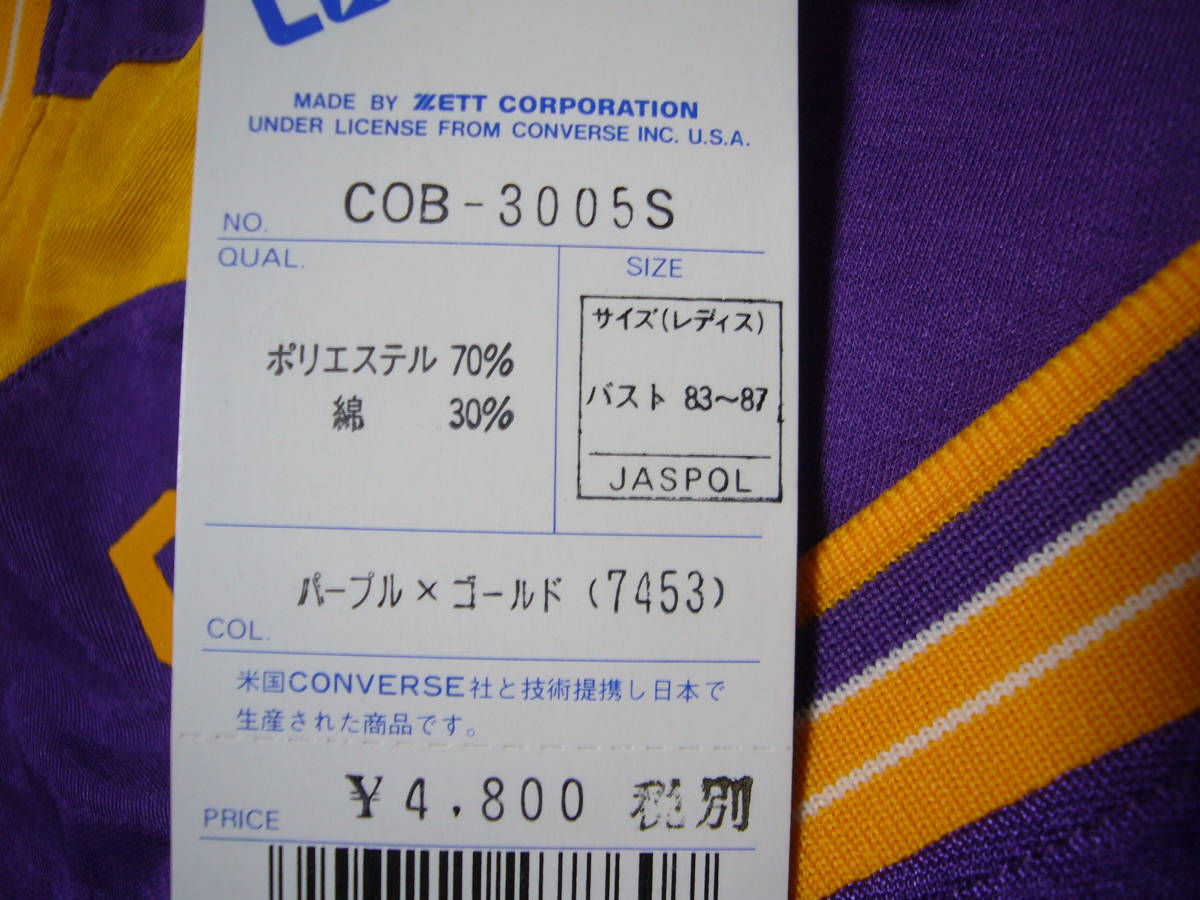 MADE BY ZETT CORPORATION
UNDER LICENSE FROM CONVERSE INC. U.S.A.
NO. COB-3005S
QUAL.
ポリエステル 70%
綿 30%
SIZE
サイズ(レディス)
バスト 83～87
JASPOL
COL. パープル×ゴールド(7453)
米国CONVERSE社と技術提携し日本で
生産された商品です。
PRICE ¥4,800 税別